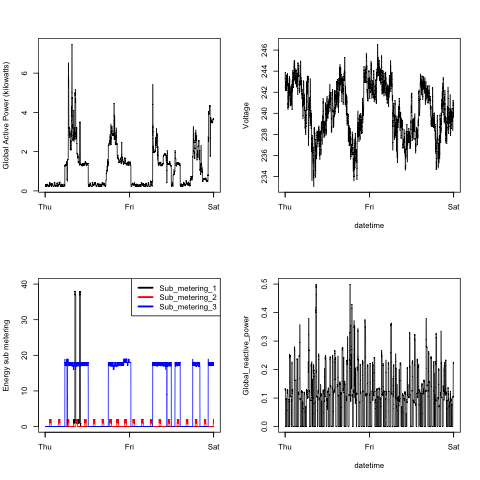 Global Active Power (kilowatts)
0 2 4 6
Thu Fri Sat
Voltage
234 236 238 240 242 246
Thu Fri Sat
datetime
Energy sub metering
0 10 20 30 40
Sub_metering_1
Sub_metering_2
Sub_metering_3
Thu Fri Sat
Global_reactive_power
0.0 0.1 0.2 0.3 0.4 0.5
Thu Fri Sat
datetime